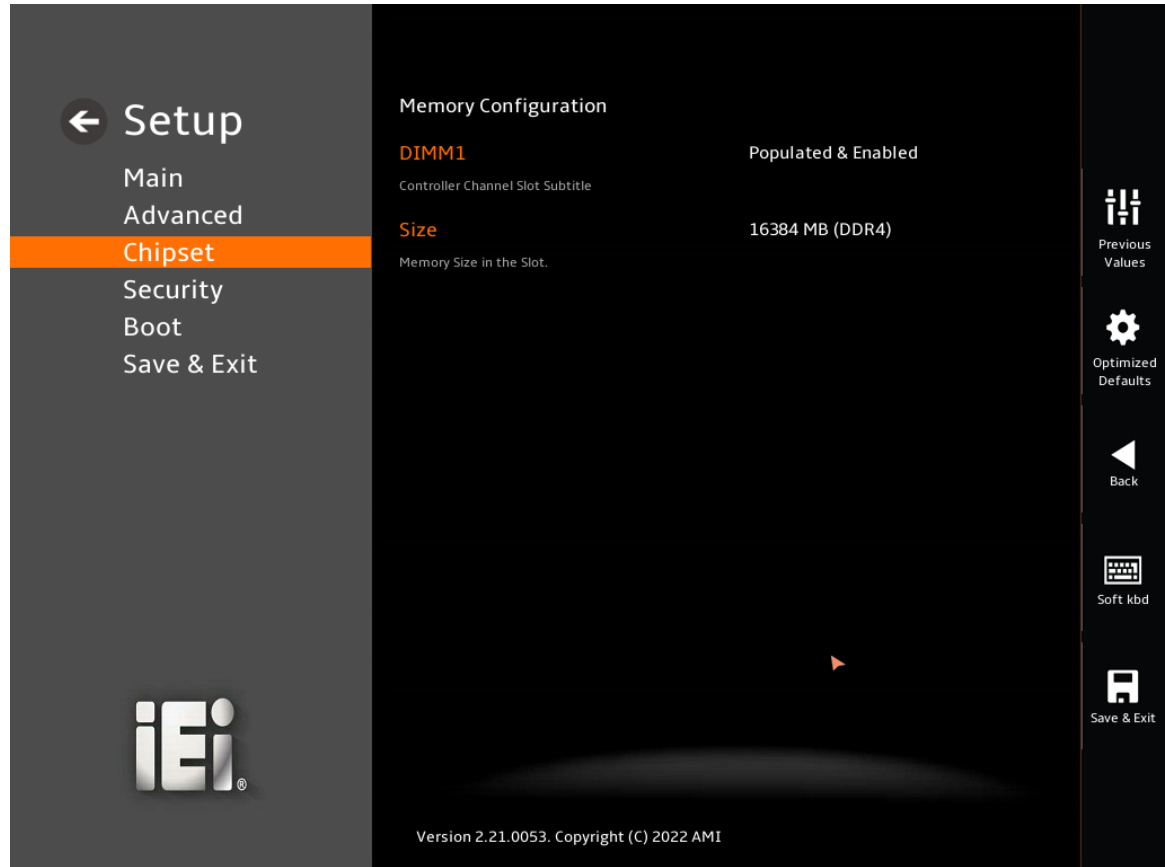 Setup
Main
Advanced
Chipset
Security
Boot
Save & Exit
iEi®
Memory Configuration
DIMM1 Populated & Enabled
Controller Channel Slot Subtitle
Size 16384 MB (DDR4)
Memory Size in the Slot.
Version 2.21.0053. Copyright (C) 2022 AMI
Previous
Values
Optimized
Defaults
Back
Soft kbd
Save & Exit